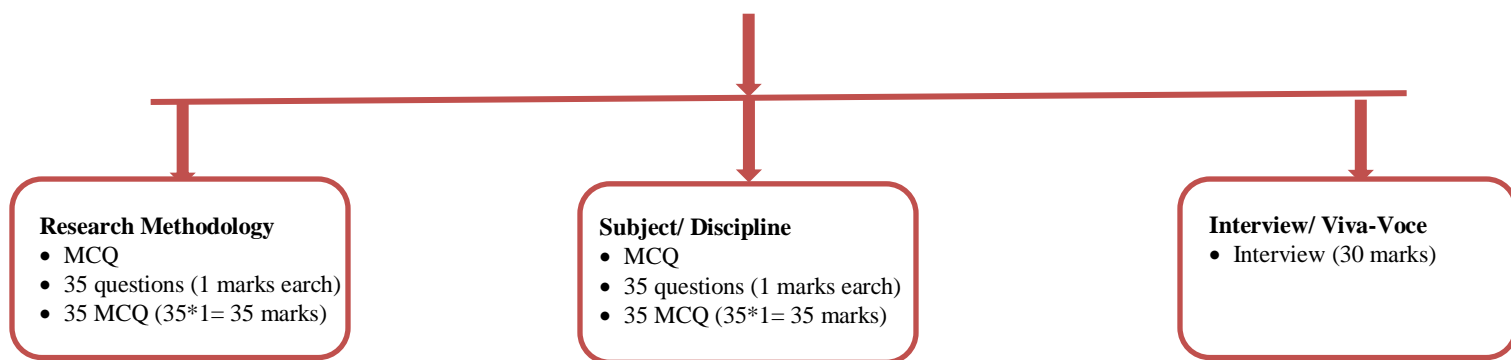 Research Methodology
• MCQ
• 35 questions (1 marks earch)
• 35 MCQ (35*1= 35 marks)
Subject/ Discipline
• MCQ
• 35 questions (1 marks earch)
• 35 MCQ (35*1= 35 marks)
Interview/ Viva-Voce
• Interview (30 marks)